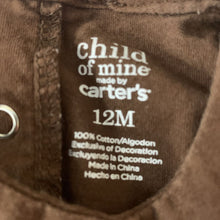 child
of mine
made by
carter's®
12M
100% Cotton/Algodon
Exclusive of Decoration
Excluyendo la Decoracion
Made in China
Hecho en China